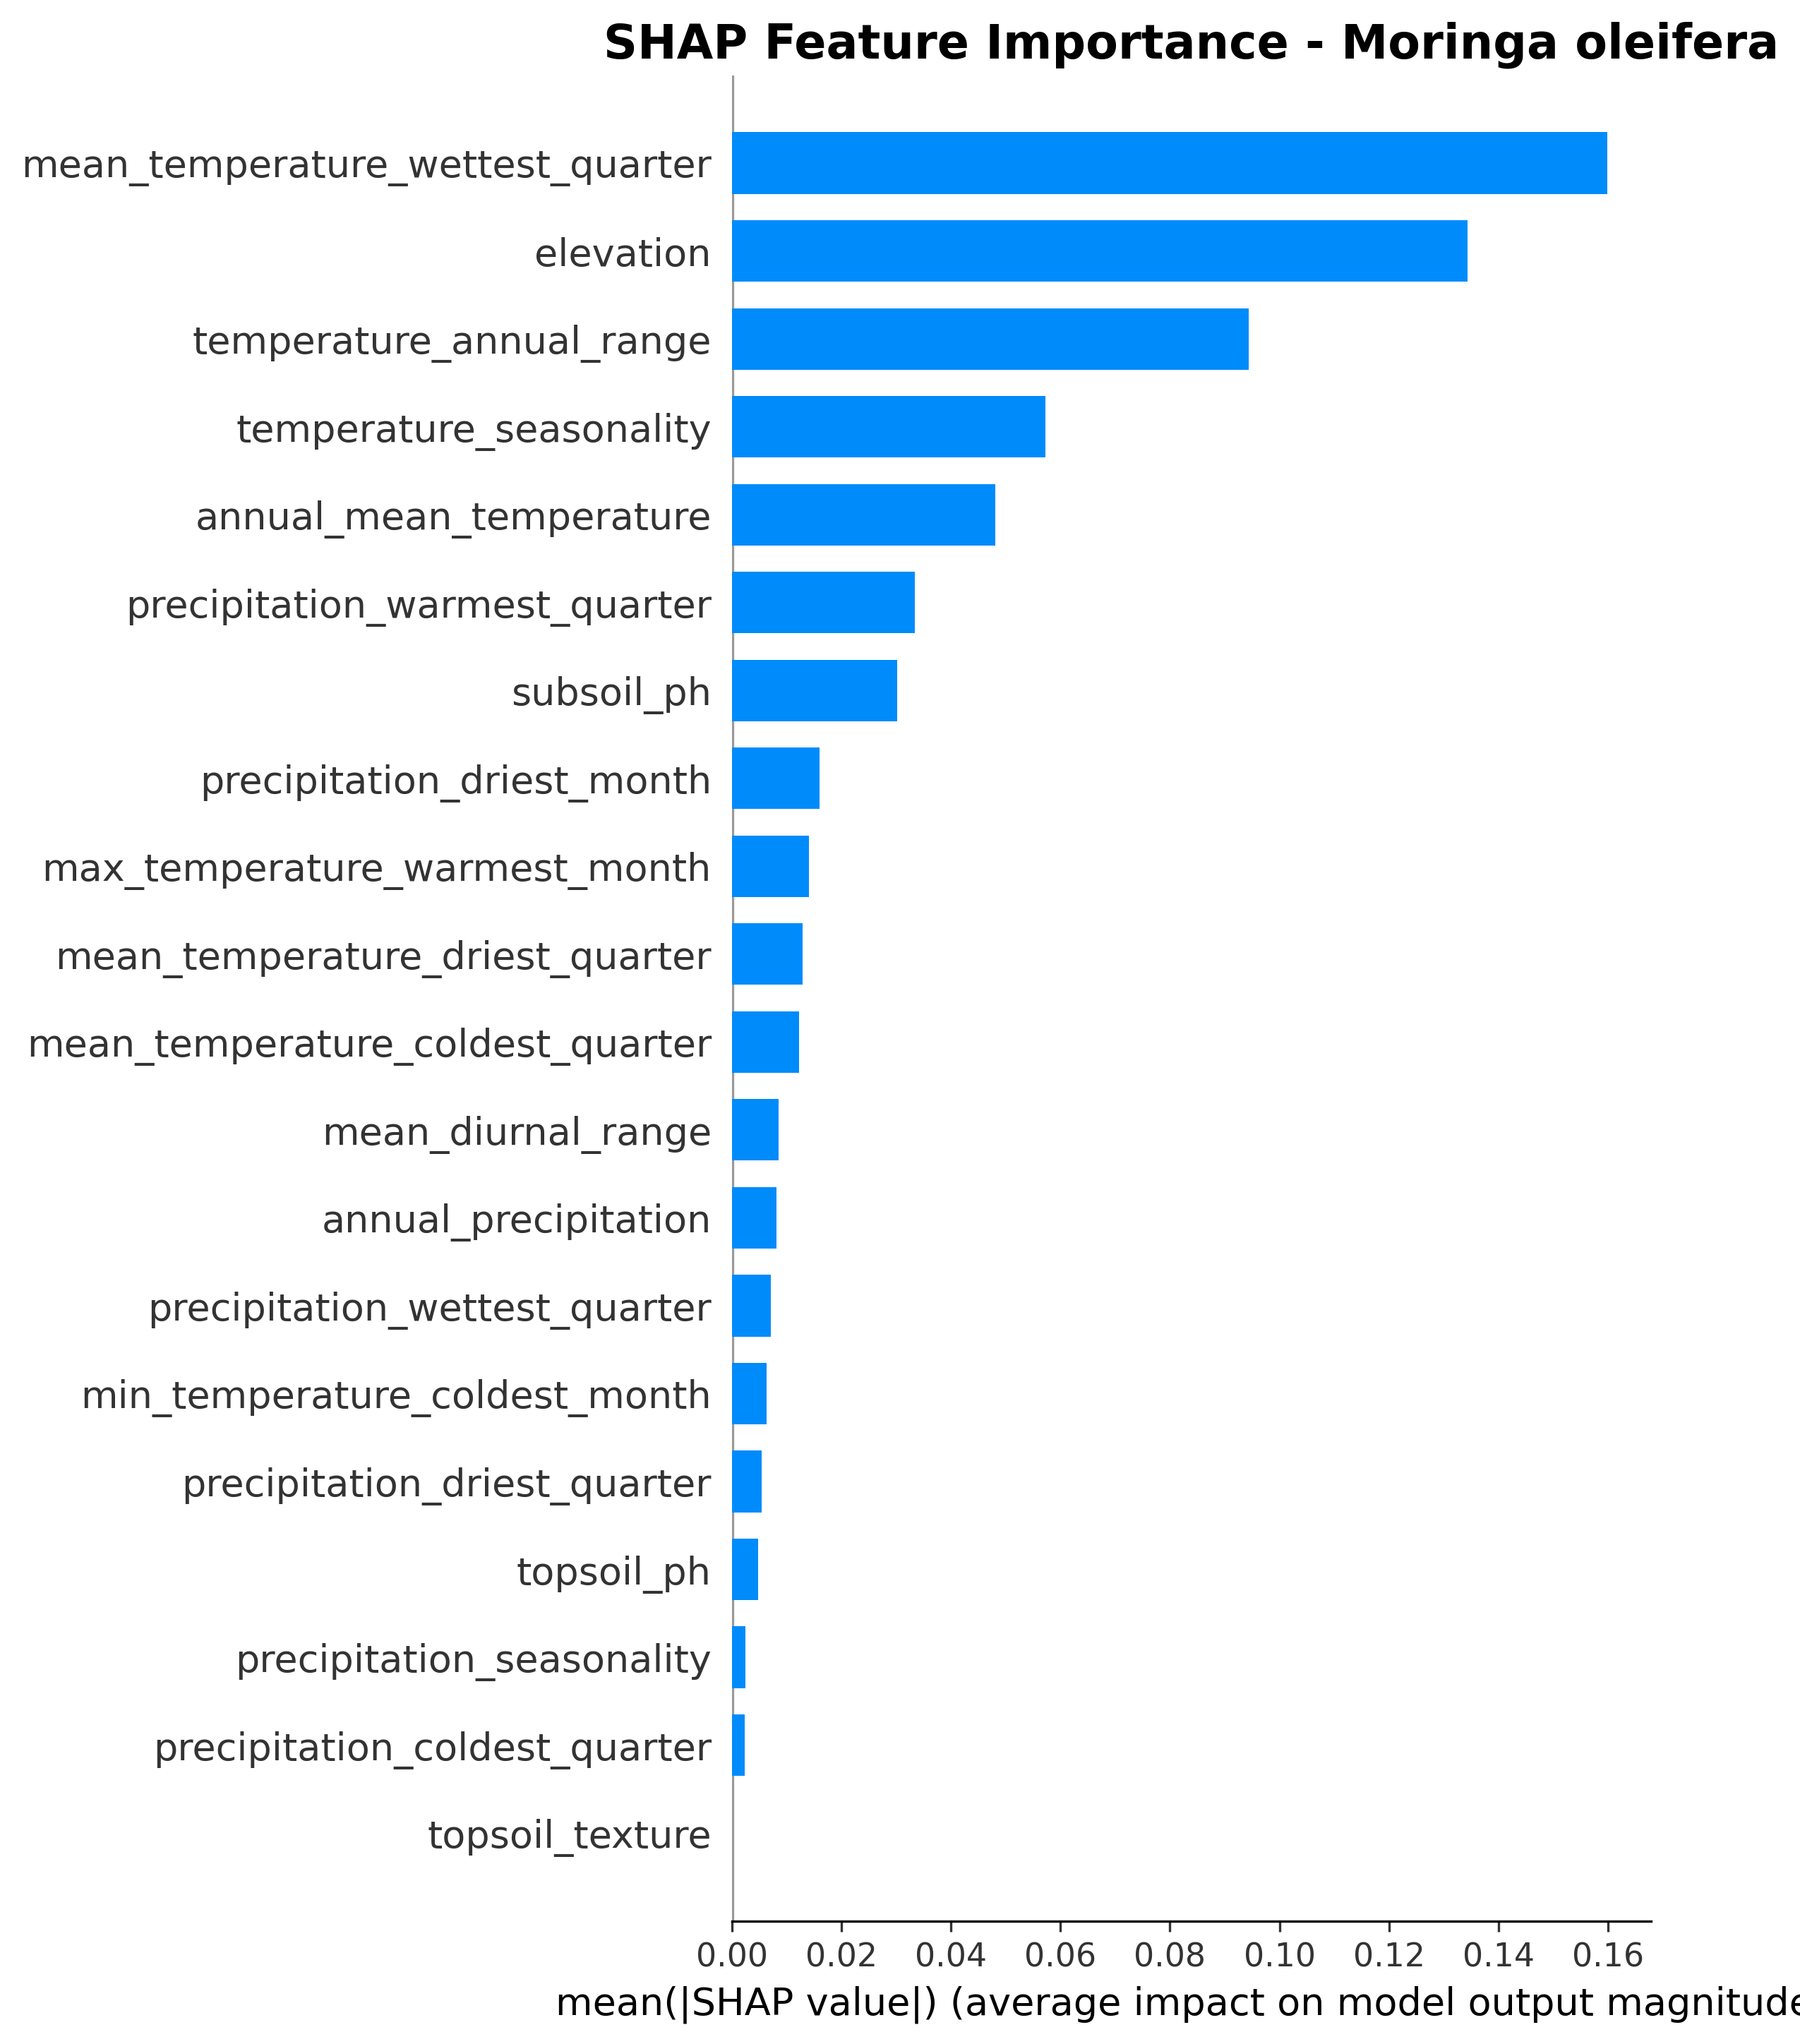 SHAP Feature Importance - Moringa oleifera
mean_temperature_wettest_quarter
elevation
temperature_annual_range
temperature_seasonality
annual_mean_temperature
precipitation_warmest_quarter
subsoil_ph
precipitation_driest_month
max_temperature_warmest_month
mean_temperature_driest_quarter
mean_temperature_coldest_quarter
mean_diurnal_range
annual_precipitation
precipitation_wettest_quarter
min_temperature_coldest_month
precipitation_driest_quarter
topsoil_ph
precipitation_seasonality
precipitation_coldest_quarter
topsoil_texture
0.00 0.02 0.04 0.06 0.08 0.10 0.12 0.14 0.16
mean(|SHAP value|) (average impact on model output magnitude